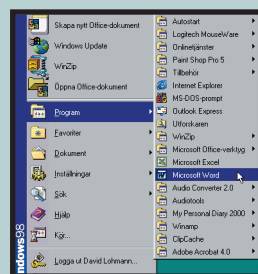 Skapa nytt Office-dokument
Windows Update
WinZip
Öppna Office-dokument
Program
Favoriter
Dokument
Inställningar
Sök
Hjälp
Kör...
Logga ut David Lohmann...
ndows98
Autostart
Logitech MouseWare
Onlinetjänster
Paint Shop Pro 5
Tillbehör
Internet Explorer
MS-DOS-prompt
Outlook Express
Utforskaren
WinZip
Microsoft Office-verktyg
Microsoft Excel
Microsoft Word
Audio Converter 2.0
Audiotools
My Personal Diary 2000
Winamp
ClipCache
Adobe Acrobat 4.0